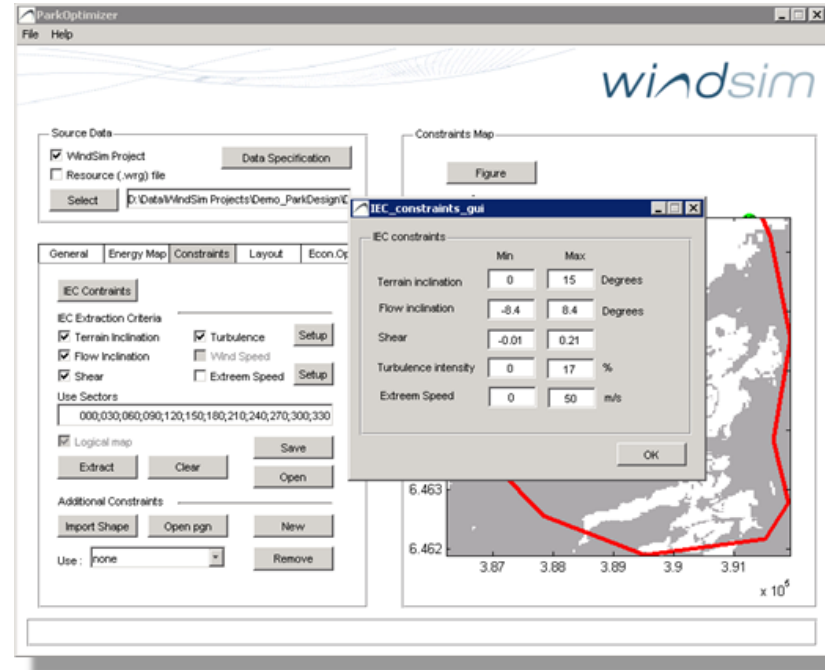 ParkOptimizer
File Help
windsim
Source Data
WindSim Project
Data Specification
Resource (.wrg) file
Select
D:\Data\WindSim Projects\Demo_ParkDesign\
General Energy Map Constraints Layout Econ.Op
IEC Contraints
IEC Extraction Criteria
Terrain Inclination Turbulence Setup
Flow Inclination Wind Speed
Shear Extreem Speed Setup
Use Sectors
000;030;060;090;120;150;180;210;240;270;300;330
Logical map
Save
Extract Clear
Open
Additional Constraints
Import Shape Open pgn New
Use : none Remove
Constraints Map
Figure
IEC_constraints_gui
IEC constraints
Min Max
Terrain inclination 0 15 Degrees
Flow inclination -8.4 8.4 Degrees
Shear -0.01 0.21
Turbulence intensity 0 17 %
Extreem Speed 0 50 m/s
OK
6.463
6.462
3.87 3.88 3.89 3.9 3.91
x 10⁵